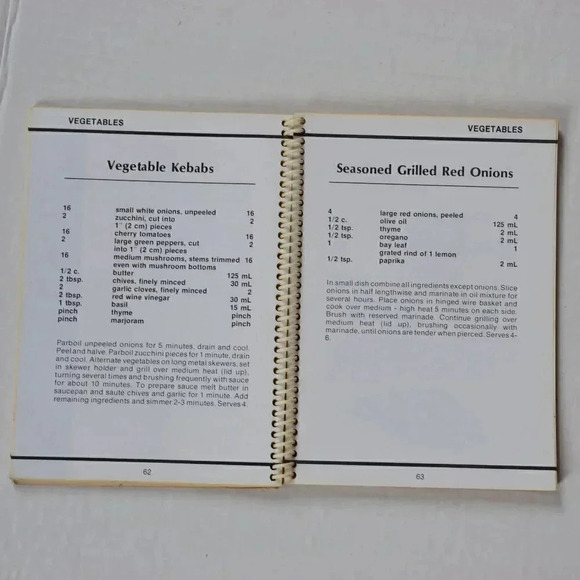 VEGETABLES
Vegetable Kebabs
16 small white onions, unpeeled 16
2 zucchini, cut into 2
1" (2 cm) pieces
16 cherry tomatoes 16
2 large green peppers, cut 2
into 1" (2 cm) pieces
16 medium mushrooms, stems trimmed 16
even with mushroom bottoms
1/2 c. butter 125 mL
2 tbsp. chives, finely minced 30 mL
2 garlic cloves, finely minced 2
2 tbsp. red wine vinegar 30 mL
1 tbsp. basil 15 mL
pinch thyme pinch
pinch marjoram pinch
Parboil unpeeled onions for 5 minutes, drain and cool.
Peel and halve. Parboil zucchini pieces for 1 minute, drain
and cool. Alternate vegetables on long metal skewers, set
in skewer holder and grill over medium heat (lid up),
turning several times and brushing frequently with sauce
for about 10 minutes. To prepare sauce melt butter in
saucepan and sauté chives and garlic for 1 minute. Add
remaining ingredients and simmer 2-3 minutes. Serves 4.
62
VEGETABLES
Seasoned Grilled Red Onions
4 large red onions, peeled 4
1/2 c. olive oil 125 mL
1/2 tsp. thyme 2 mL
1/2 tsp. oregano 2 mL
1 bay leaf 1
grated rind of 1 lemon
1/2 tsp. paprika 2 mL
In small dish combine all ingredients except onions. Slice
onions in half lengthwise and marinate in oil mixture for
several hours. Place onions in hinged wire basket and
cook over medium - high heat 5 minutes on each side.
Brush with reserved marinade. Continue grilling over
medium heat (lid up), brushing occasionally with
marinade, until onions are tender when pierced. Serves 4-
6.
63